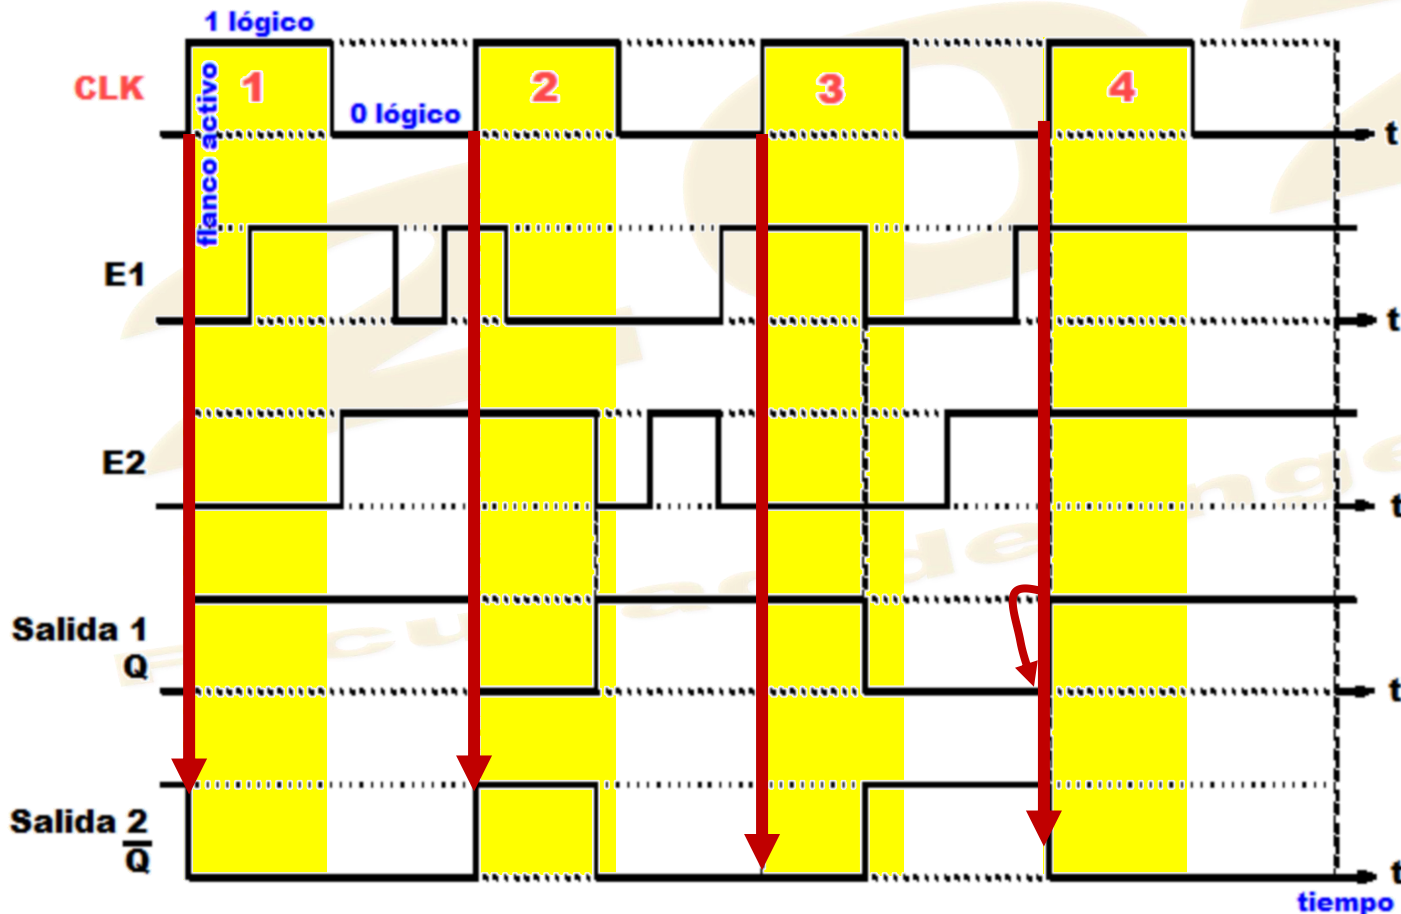 1 lógico
CLK
flanco activo
1
2
3
4
0 lógico
t
E1
t
E2
t
Salida 1
Q
t
Salida 2
Q
t
tiempo